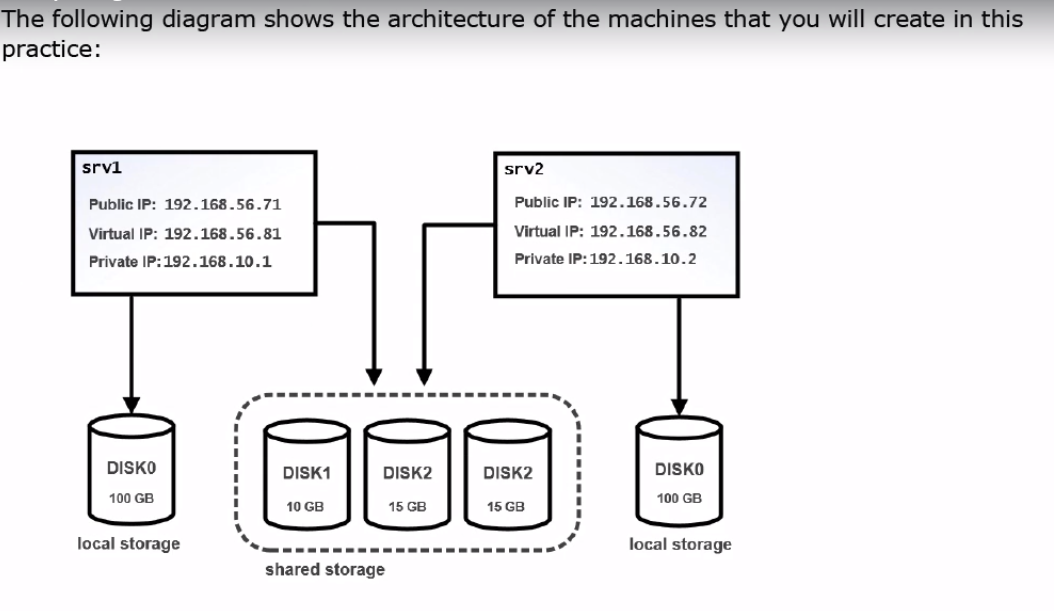 The following diagram shows the architecture of the machines that you will create in this
practice:
srv1
Public IP: 192.168.56.71
Virtual IP: 192.168.56.81
Private IP:192.168.10.1
srv2
Public IP: 192.168.56.72
Virtual IP: 192.168.56.82
Private IP:192.168.10.2
DISK0
100 GB
local storage
DISK1
10 GB
DISK2
15 GB
DISK2
15 GB
shared storage
DISK0
100 GB
local storage